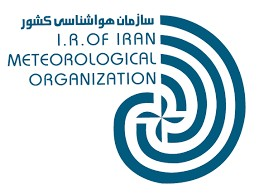 سازمان هواشناسی کشور
I.R.OF IRAN
METEOROLOGICAL
ORGANIZATION